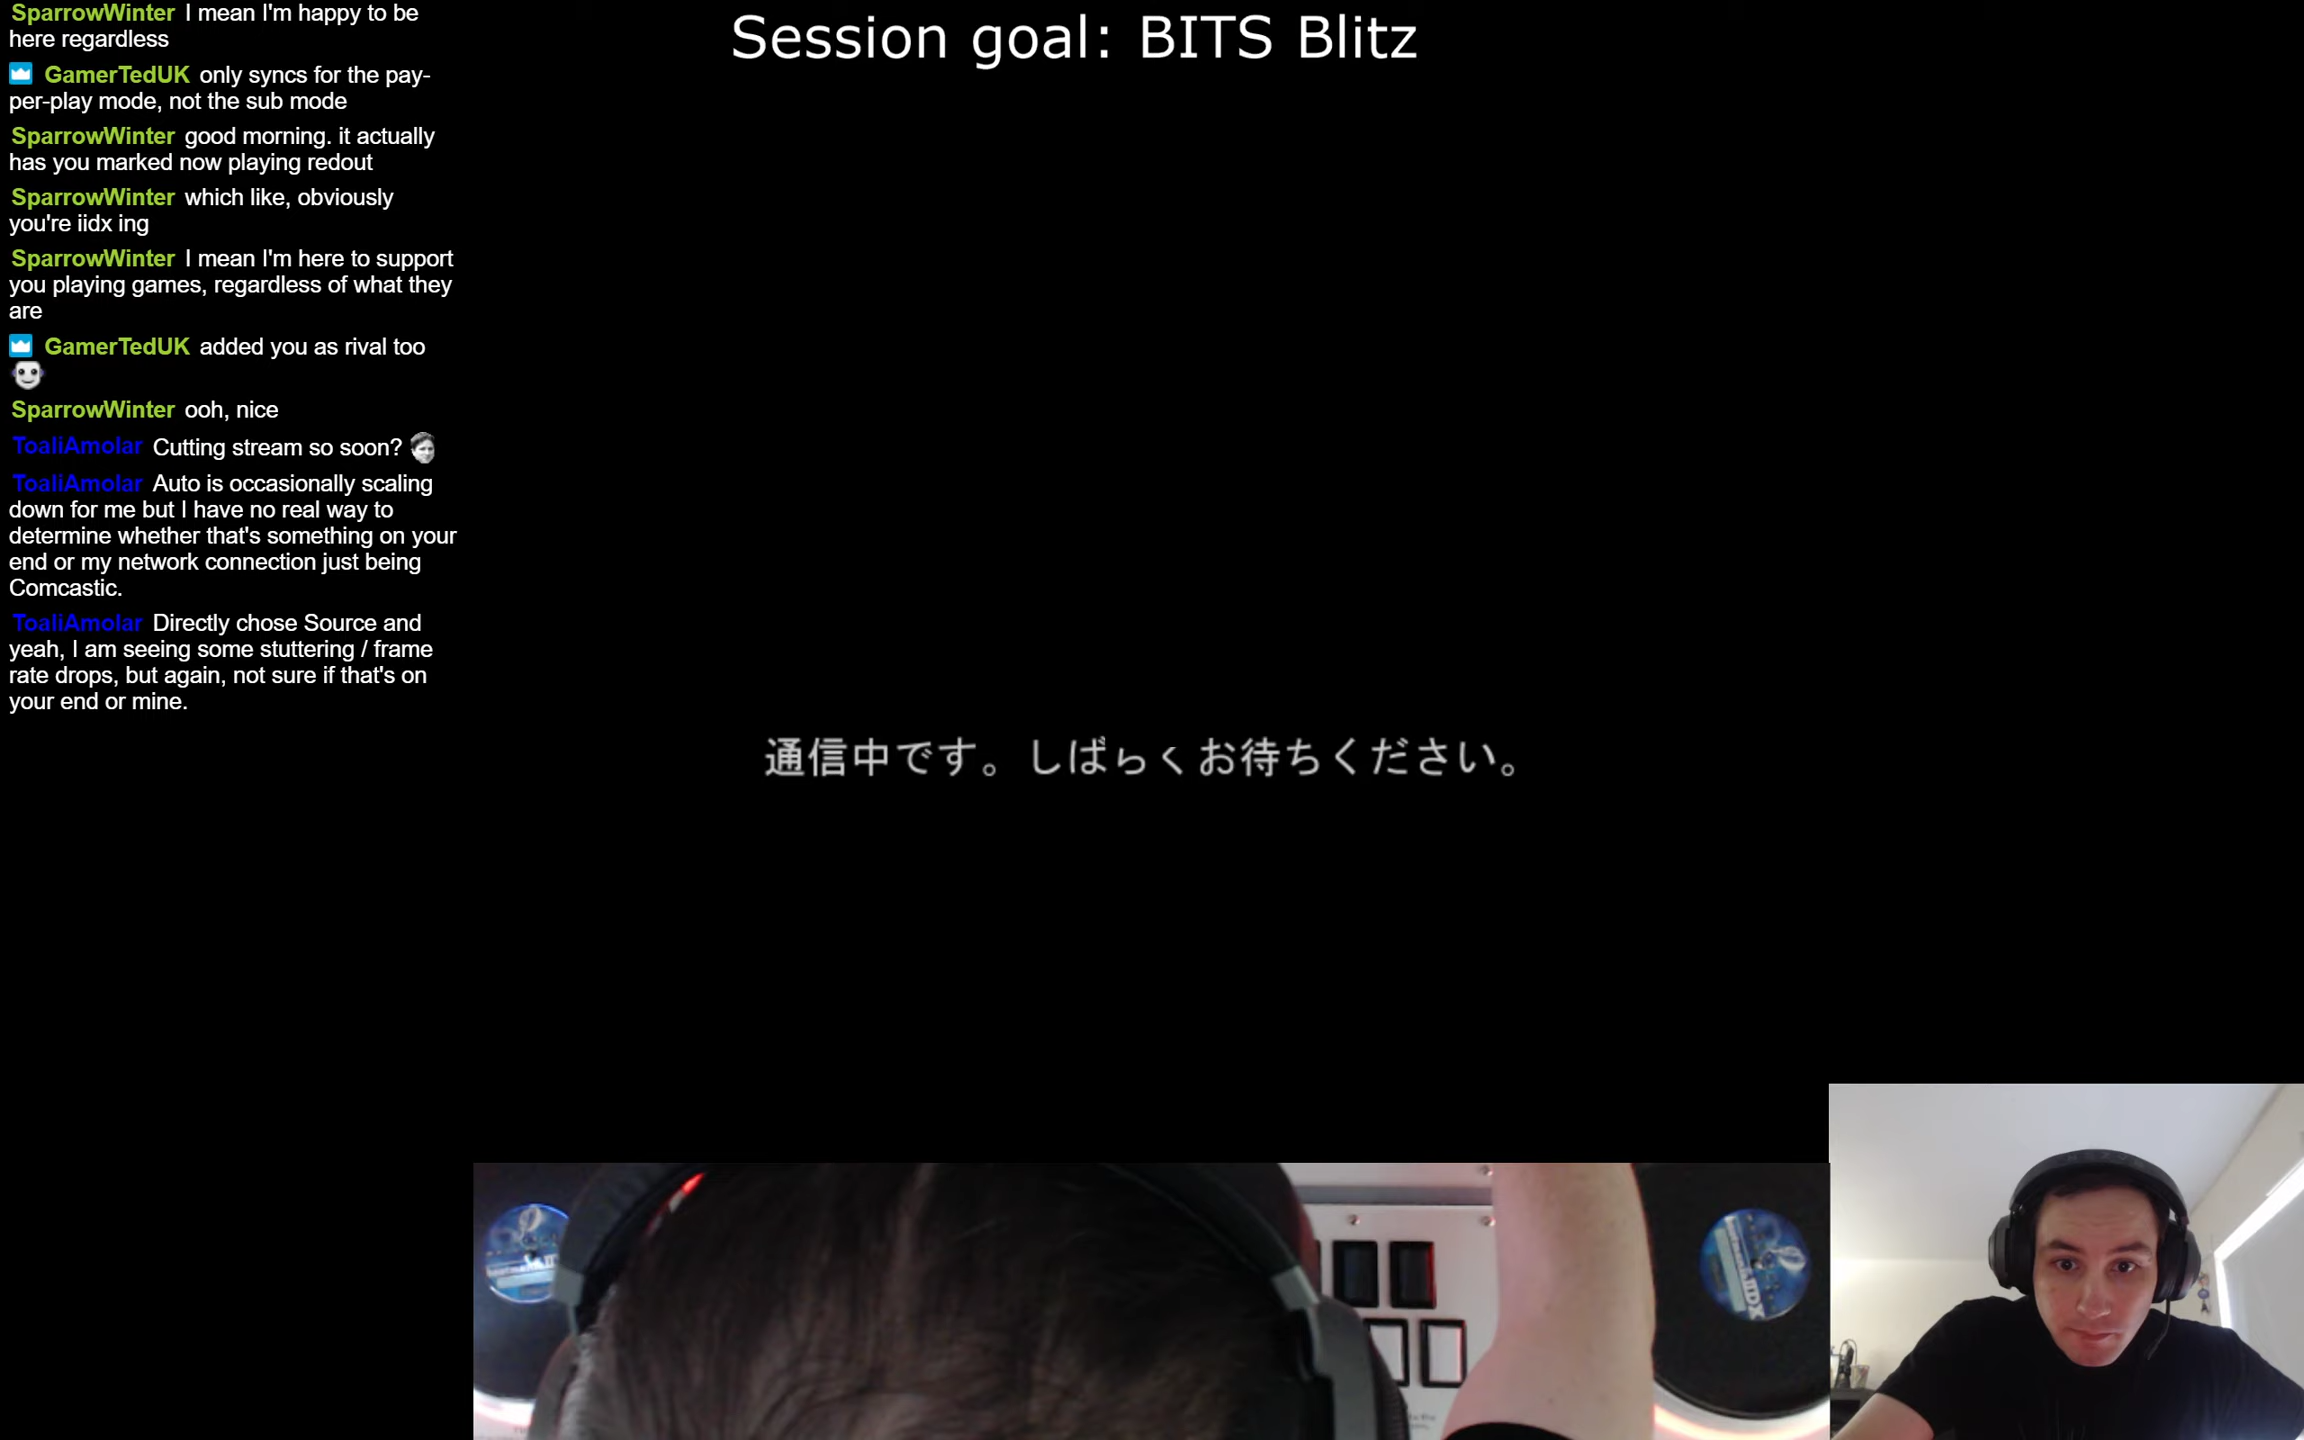 SparrowWinter I mean I'm happy to be
here regardless
GamerTedUK only syncs for the pay-
per-play mode, not the sub mode
SparrowWinter good morning. it actually
has you marked now playing redout
SparrowWinter which like, obviously
you're iidx ing
SparrowWinter I mean I'm here to support
you playing games, regardless of what they
are
GamerTedUK added you as rival too
SparrowWinter ooh, nice
ToaliAmolar Cutting stream so soon?
ToaliAmolar Auto is occasionally scaling
down for me but I have no real way to
determine whether that's something on your
end or my network connection just being
Comcastic.
ToaliAmolar Directly chose Source and
yeah, I am seeing some stuttering / frame
rate drops, but again, not sure if that's on
your end or mine.
Session goal: BITS Blitz
通信中です。しばらくお待ちください。